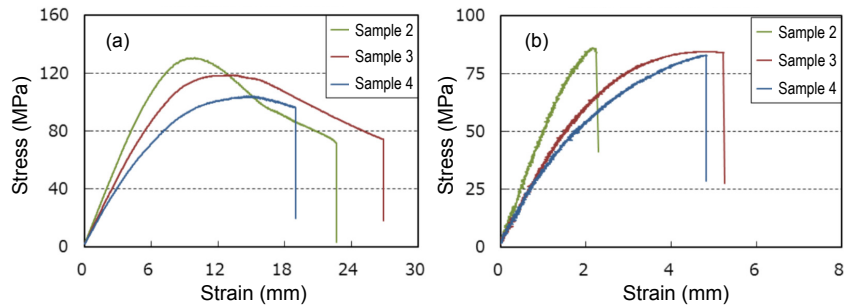 (a)
Stress (MPa)
160
120
80
40
0
Sample 2
Sample 3
Sample 4
0 6 12 18 24 30
Strain (mm)
(b)
Stress (MPa)
100
75
50
25
0
Sample 2
Sample 3
Sample 4
0 2 4 6 8
Strain (mm)